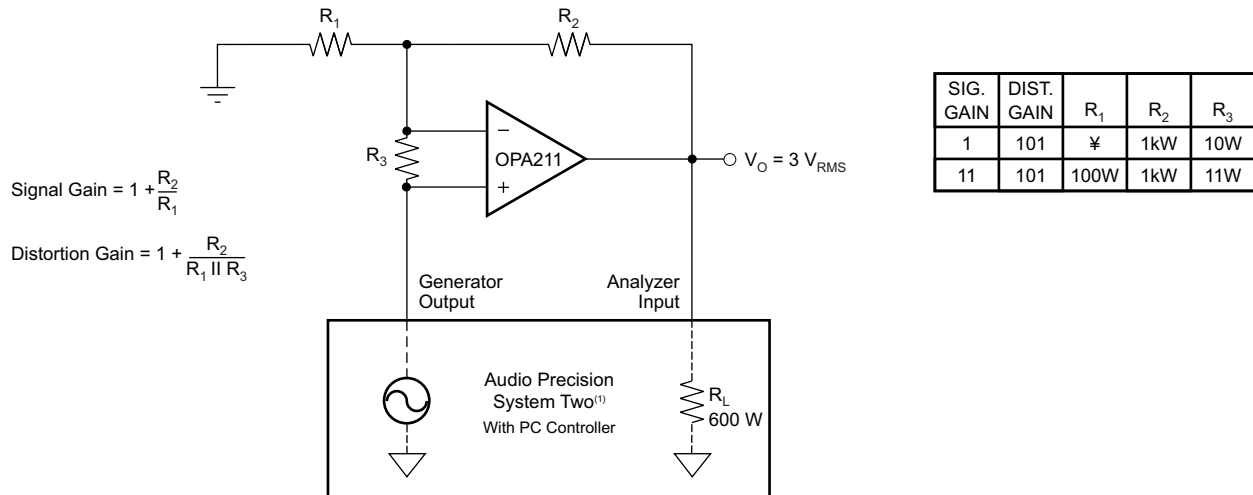 R1
R2
SIG. GAIN DIST. GAIN R1 R2 R3
1 101 ¥ 1kW 10W
11 101 100W 1kW 11W
R3
−
OPA211
+
VO = 3 VRMS
Signal Gain = 1 + R2 / R1
Distortion Gain = 1 + R2 / R1 II R3
Generator
Output
Analyzer
Input
Audio Precision
System Two(1)
With PC Controller
RL
600 W